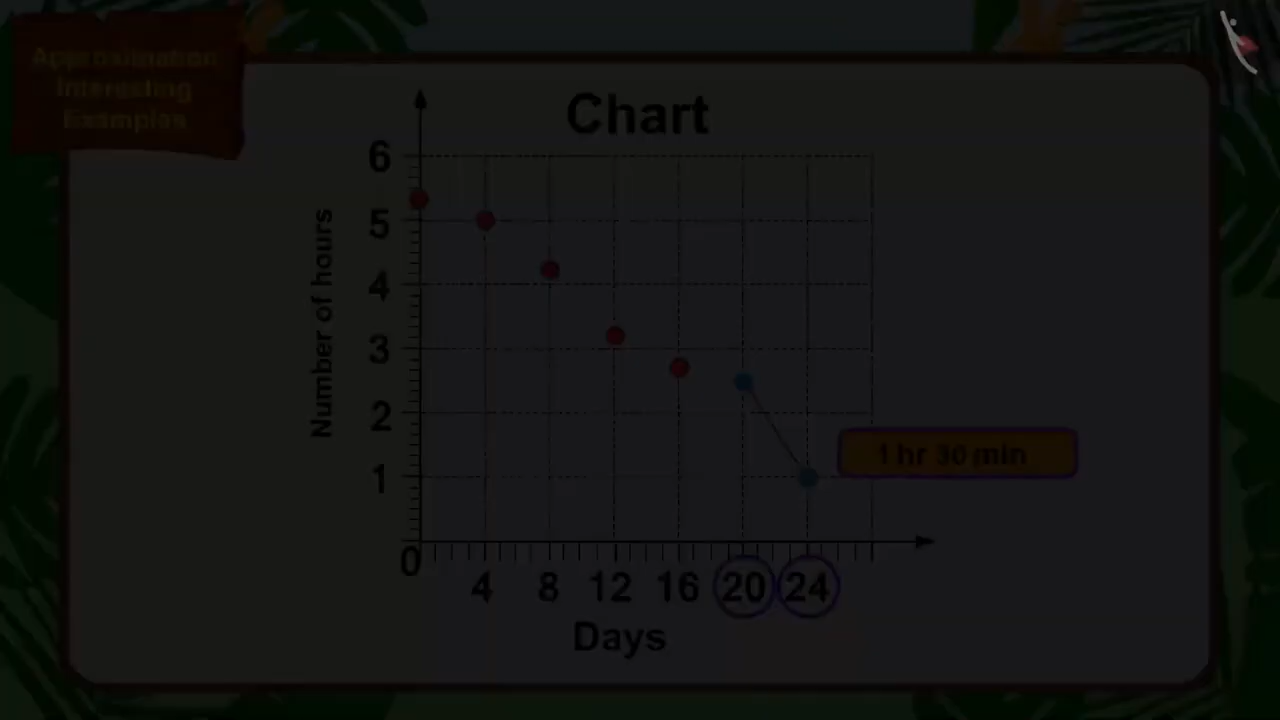 Approximation
Interesting
Examples
Chart
6
5
4
3
2
1
0
Number of hours
1 hr 30 min
4 8 12 16 20 24
Days